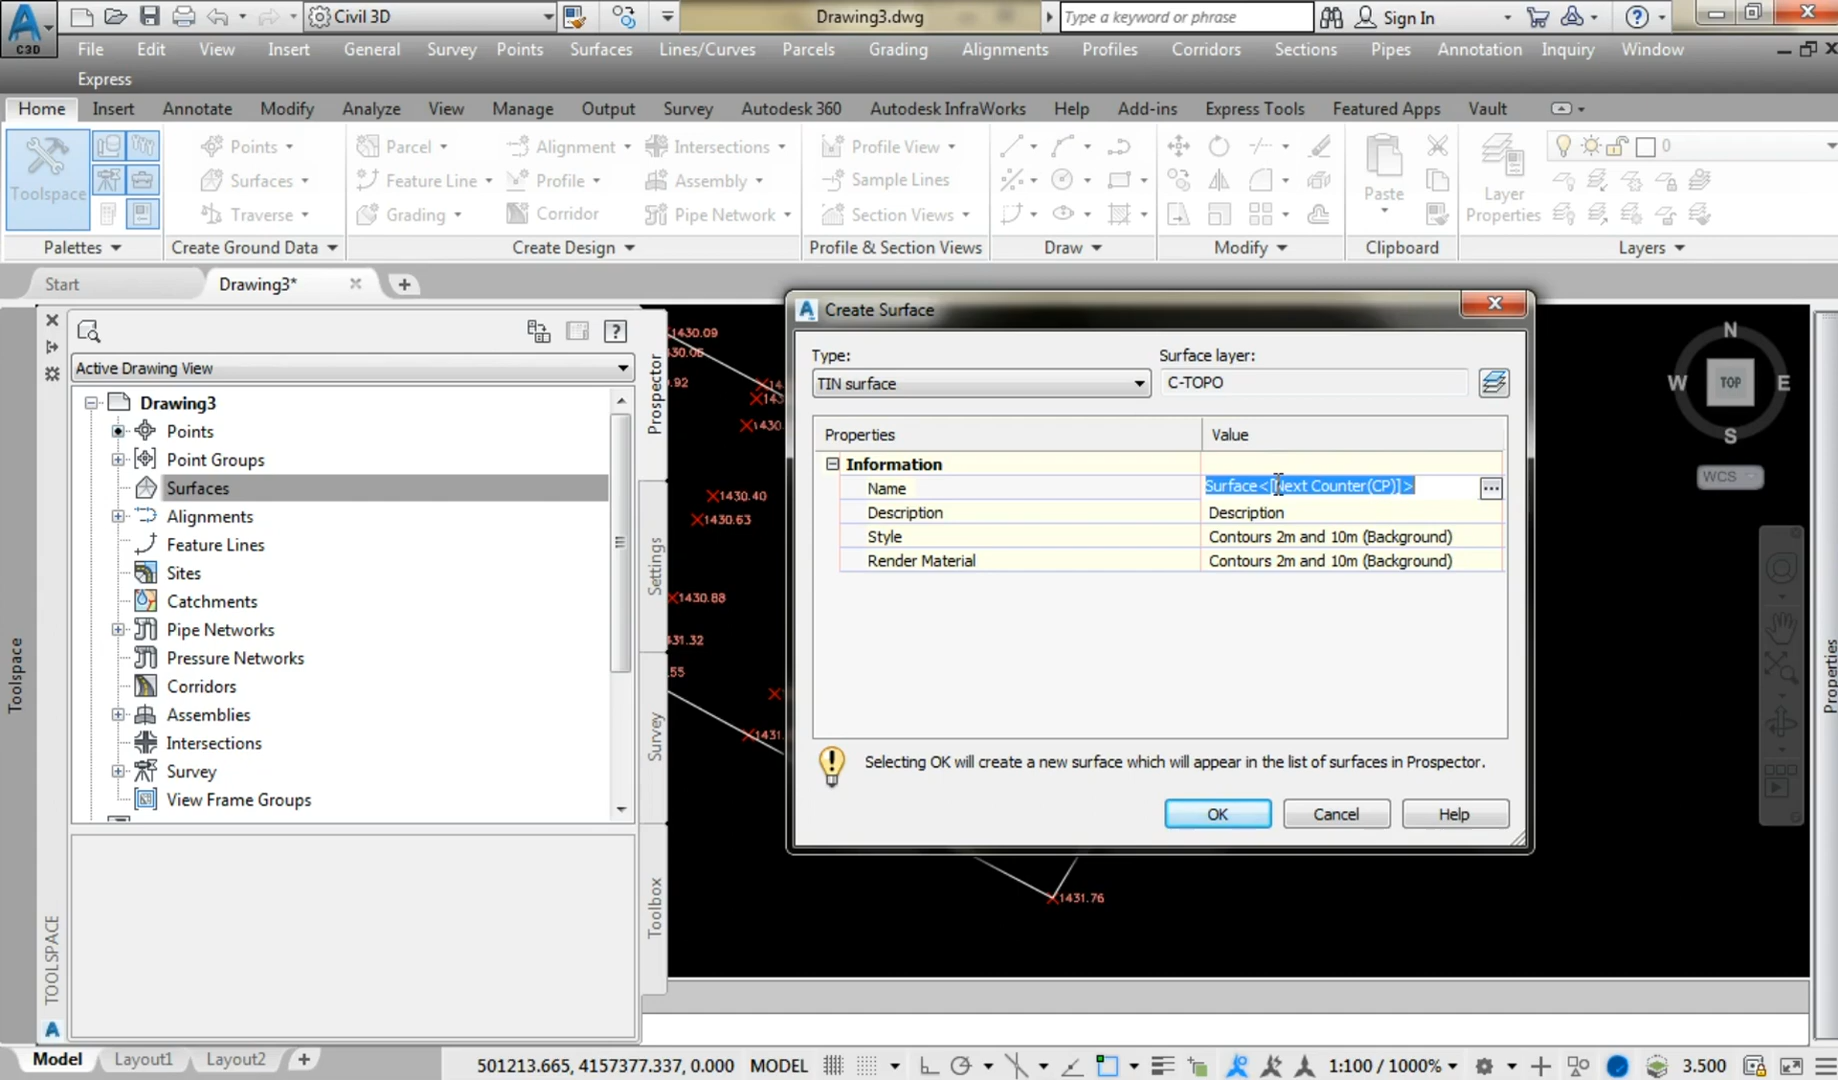 Civil 3D Drawing3.dwg Type a keyword or phrase Sign In
C3D
File Edit View Insert General Survey Points Surfaces Lines/Curves Parcels Grading Alignments Profiles Corridors Sections Pipes Annotation Inquiry Window
Express
Home Insert Annotate Modify Analyze View Manage Output Survey Autodesk 360 Autodesk InfraWorks Help Add-ins Express Tools Featured Apps Vault
Points Parcel Alignment Intersections Profile View 0
Surfaces Feature Line Profile Assembly Sample Lines
Toolspace Paste Layer
Traverse Grading Corridor Pipe Network Section Views Properties
Palettes Create Ground Data Create Design Profile & Section Views Draw Modify Clipboard Layers
Start Drawing3*
Active Drawing View
Drawing3
Points
Point Groups
Surfaces
Alignments
Feature Lines
Sites
Catchments
Pipe Networks
Pressure Networks
Corridors
Assemblies
Intersections
Survey
View Frame Groups
Prospector
Settings
Survey
Toolbox
Toolspace
TOOLSPACE
1430.09
30.06
.92
1430.
1430.40
1430.63
1430.88
31.32
.55
1431.
1431.76
Create Surface
Type: Surface layer:
TIN surface C-TOPO
Properties Value
Information
Name Surface<[Next Counter(CP)]>
Description Description
Style Contours 2m and 10m (Background)
Render Material Contours 2m and 10m (Background)
Selecting OK will create a new surface which will appear in the list of surfaces in Prospector.
OK Cancel Help
N
W TOP E
S
WCS
Properties
Model Layout1 Layout2 501213.665, 4157377.337, 0.000 MODEL 1:100 / 1000% 3.500